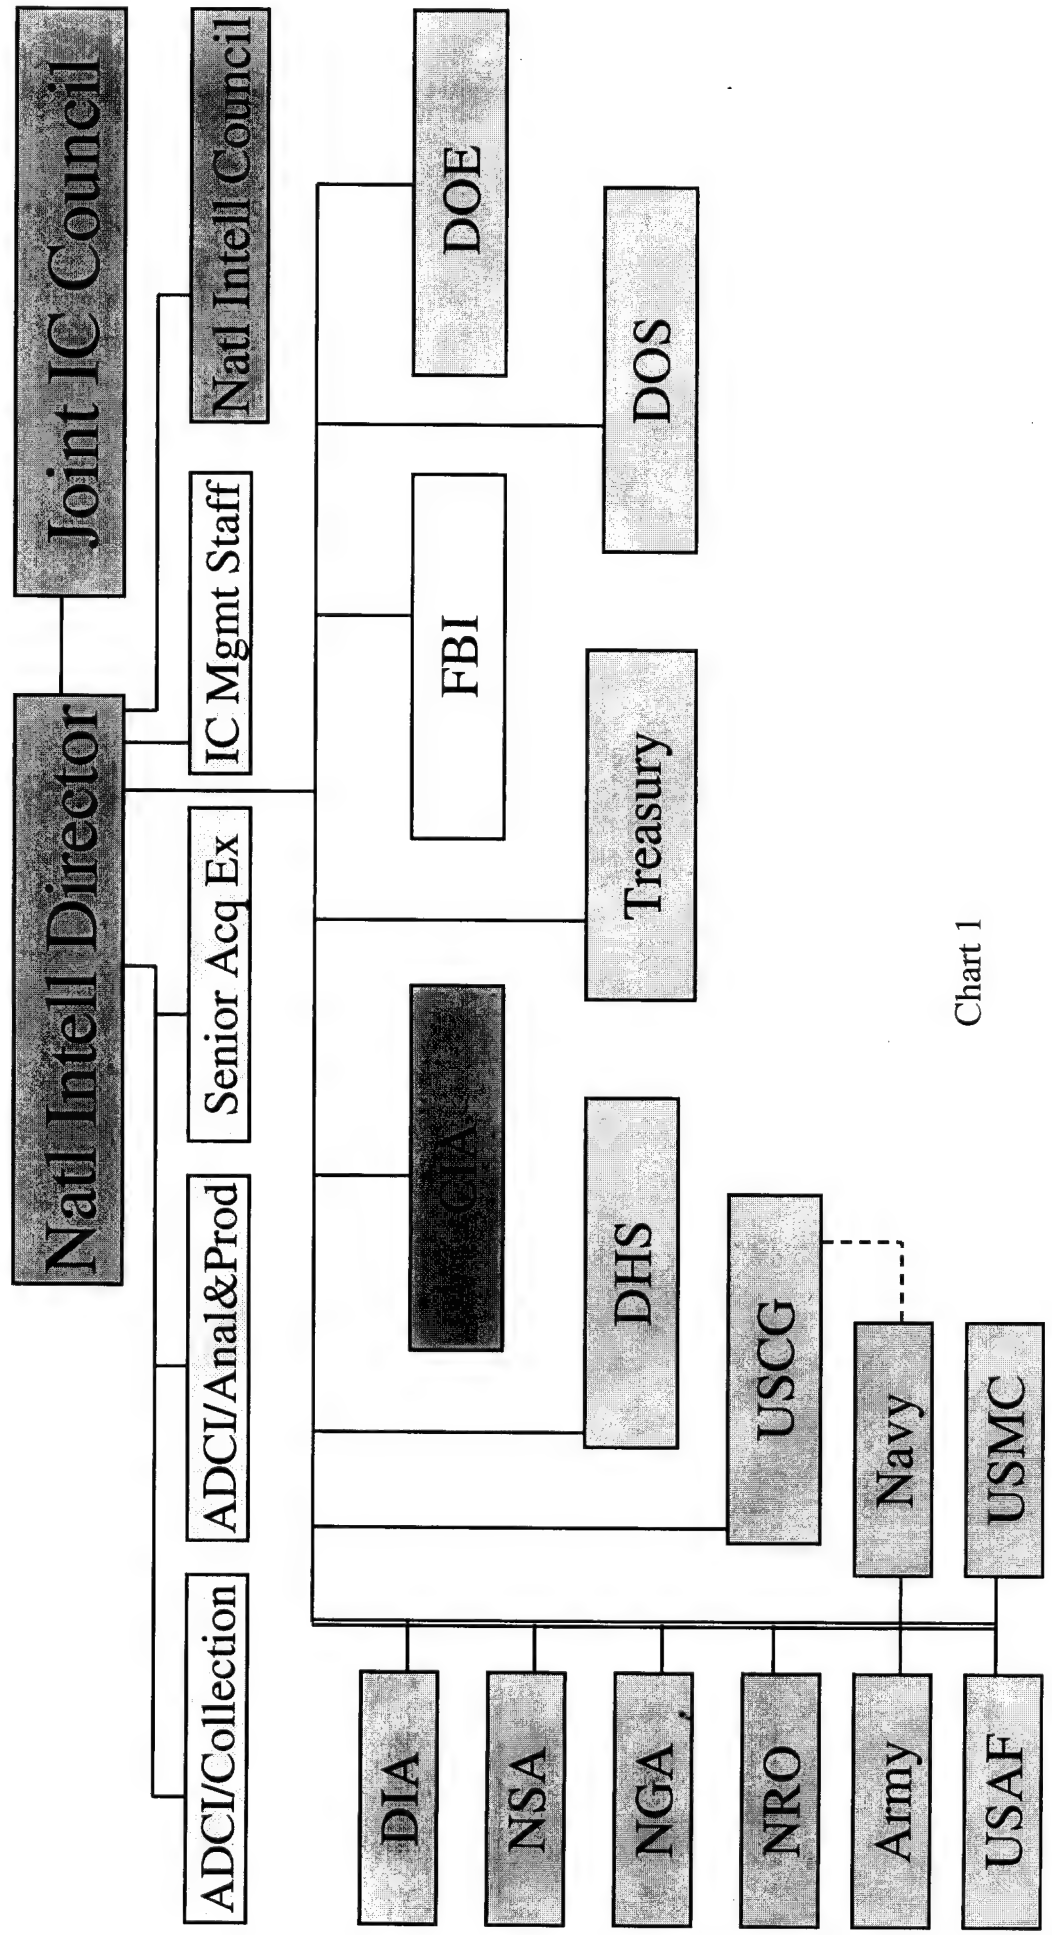 Natl Intell Director
Joint IC Council
ADCI/Collection
ADCI/Anal&Prod
Senior Acq Ex
IC Mgmt Staff
Natl Intell Council
DIA
CIA
FBI
DOE
NSA
DHS
Treasury
DOS
NGA
NRO
USCG
Army
Navy
USAF
USMC
Chart 1